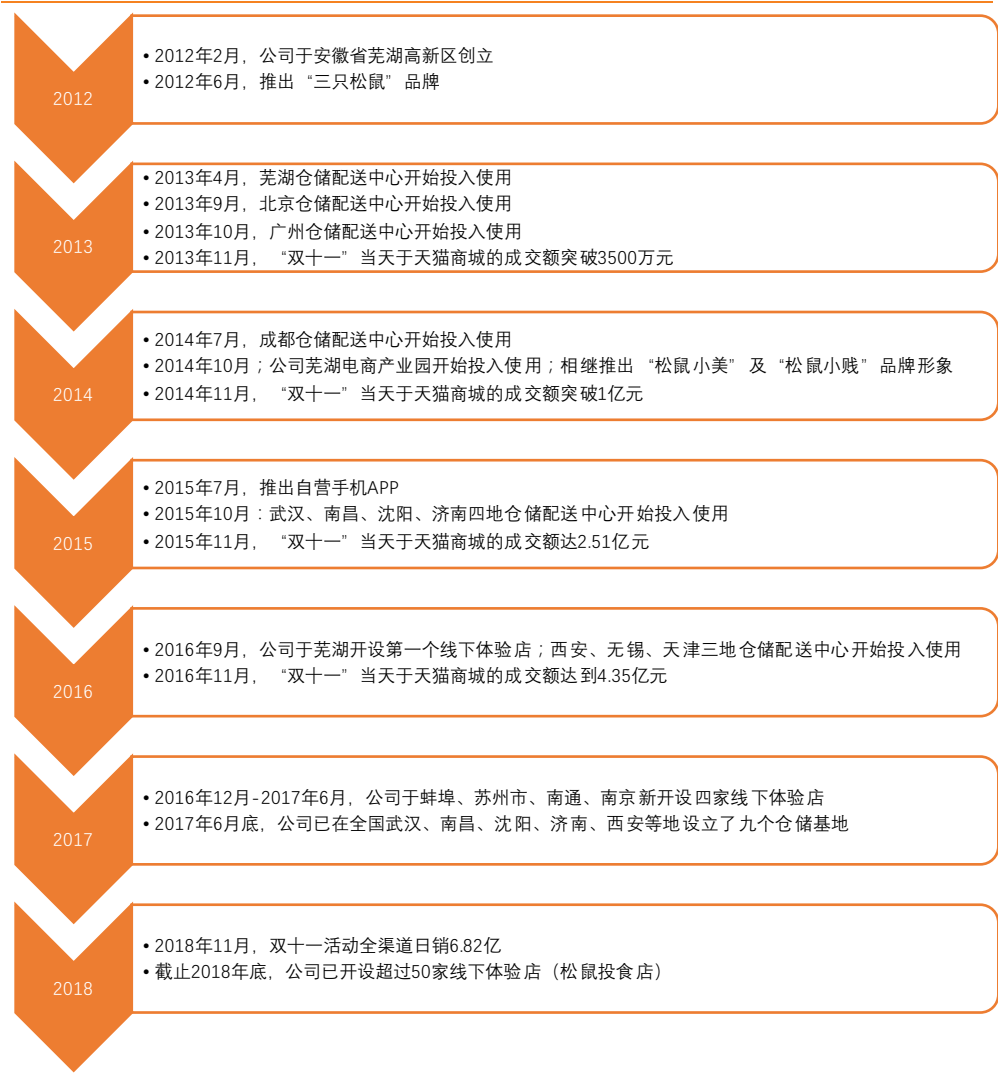 2012
• 2012年2月，公司于安徽省芜湖高新区创立
• 2012年6月，推出“三只松鼠”品牌
2013
• 2013年4月，芜湖仓储配送中心开始投入使用
• 2013年9月，北京仓储配送中心开始投入使用
• 2013年10月，广州仓储配送中心开始投入使用
• 2013年11月，“双十一”当天于天猫商城的成交额突破3500万元
2014
• 2014年7月，成都仓储配送中心开始投入使用
• 2014年10月；公司芜湖电商产业园开始投入使用；相继推出“松鼠小美”及“松鼠小贱”品牌形象
• 2014年11月，“双十一”当天于天猫商城的成交额突破1亿元
2015
• 2015年7月，推出自营手机APP
• 2015年10月：武汉、南昌、沈阳、济南四地仓储配送中心开始投入使用
• 2015年11月，“双十一”当天于天猫商城的成交额达2.51亿元
2016
• 2016年9月，公司于芜湖开设第一个线下体验店；西安、无锡、天津三地仓储配送中心开始投入使用
• 2016年11月，“双十一”当天于天猫商城的成交额达到4.35亿元
2017
• 2016年12月-2017年6月，公司于蚌埠、苏州市、南通、南京新开设四家线下体验店
• 2017年6月底，公司已在全国武汉、南昌、沈阳、济南、西安等地设立了九个仓储基地
2018
• 2018年11月，双十一活动全渠道日销6.82亿
• 截止2018年底，公司已开设超过50家线下体验店（松鼠投食店）